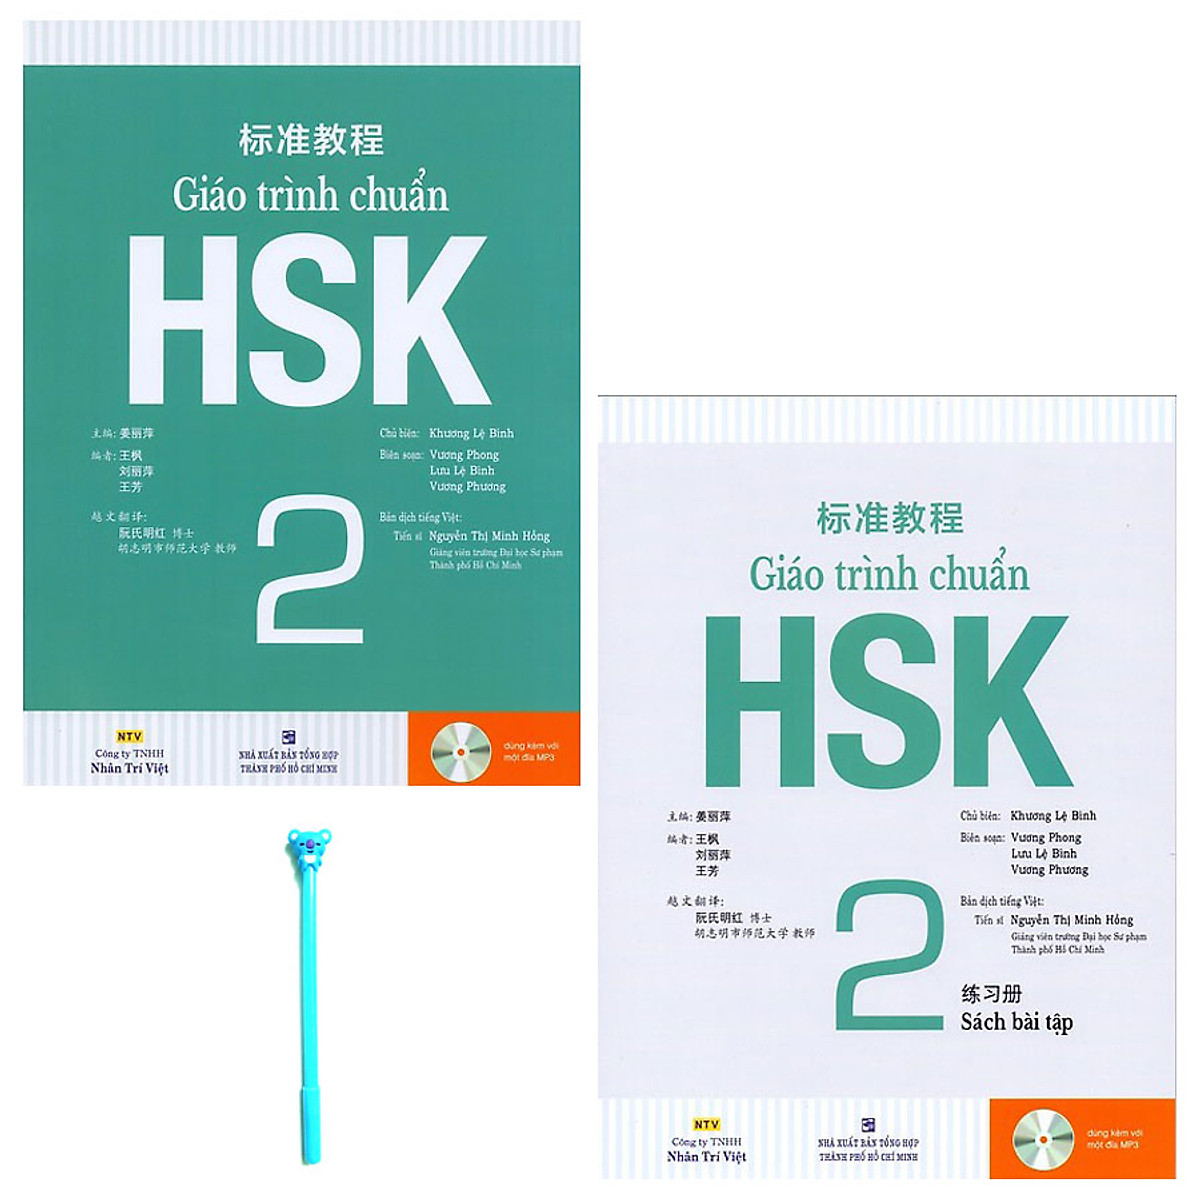 标准教程
Giáo trình chuẩn
HSK
主编: 姜丽萍
编者: 王枫
刘丽萍
王芳
越文翻译:
阮氏明红 博士
胡志明市师范大学 教师
Chủ biên: Khương Lệ Bình
Biên soạn: Vương Phong
Lưu Lệ Bình
Vương Phương
Bản dịch tiếng Việt:
Tiến sĩ Nguyễn Thị Minh Hồng
Giảng viên trường Đại học Sư phạm
Thành phố Hồ Chí Minh
2
NTV
Công ty TNHH
Nhân Trí Việt
NHÀ XUẤT BẢN TỔNG HỢP
THÀNH PHỐ HỒ CHÍ MINH
dùng kèm với
một đĩa MP3
标准教程
Giáo trình chuẩn
HSK
主编: 姜丽萍
编者: 王枫
刘丽萍
王芳
越文翻译:
阮氏明红 博士
胡志明市师范大学 教师
Chủ biên: Khương Lệ Bình
Biên soạn: Vương Phong
Lưu Lệ Bình
Vương Phương
Bản dịch tiếng Việt:
Tiến sĩ Nguyễn Thị Minh Hồng
Giảng viên trường Đại học Sư phạm
Thành phố Hồ Chí Minh
2
练习册
Sách bài tập
NTV
Công ty TNHH
Nhân Trí Việt
NHÀ XUẤT BẢN TỔNG HỢP
THÀNH PHỐ HỒ CHÍ MINH
dùng kèm với
một đĩa MP3